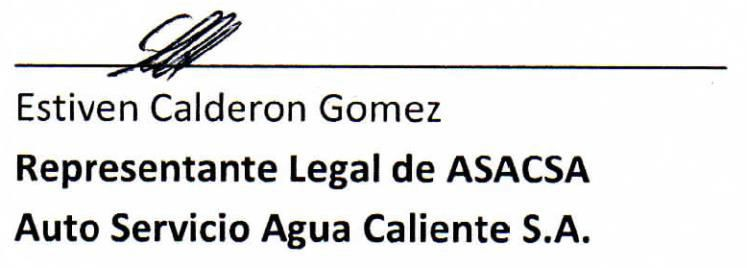 Estiven Calderon Gomez
Representante Legal de ASACSA
Auto Servicio Agua Caliente S.A.